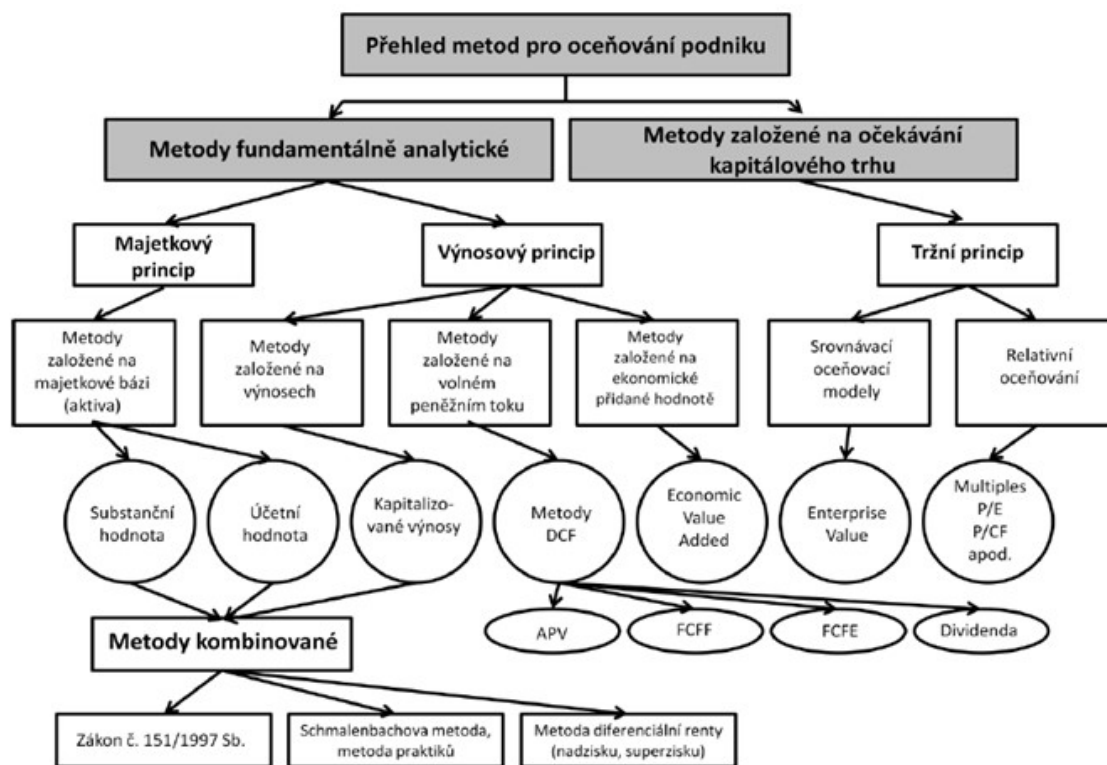 Přehled metod pro oceňování podniku
Metody fundamentálně analytické
Metody založené na očekávání
kapitálového trhu
Majetkový
princip
Výnosový princip
Tržní princip
Metody
založené na
majetkové bázi
(aktiva)
Metody
založené na
výnosech
Metody
založené na
volném
peněžním toku
Metody
založené na
ekonomické
přidané hodnotě
Srovnávací
oceňovací
modely
Relativní
oceňování
Substanční
hodnota
Účetní
hodnota
Kapitalizo-
vané výnosy
Metody
DCF
Economic
Value
Added
Enterprise
Value
Multiples
P/E
P/CF
apod.
APV
FCFF
FCFE
Dividenda
Metody kombinované
Zákon č. 151/1997 Sb.
Schmalenbachova metoda,
metoda praktiků
Metoda diferenciální renty
(nadzisku, superzisku)